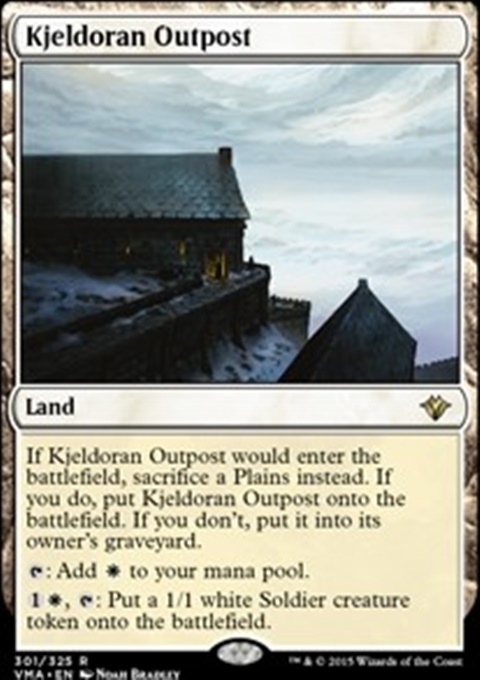 Kjeldoran Outpost
Land
If Kjeldoran Outpost would enter the
battlefield, sacrifice a Plains instead. If
you do, put Kjeldoran Outpost onto the
battlefield. If you don't, put it into its
owner's graveyard.
: Add to your mana pool.
1 , : Put a 1/1 white Soldier creature
token onto the battlefield.
301/325 R
VMA • EN Noah Bradley
™ & © 2015 Wizards of the Coast